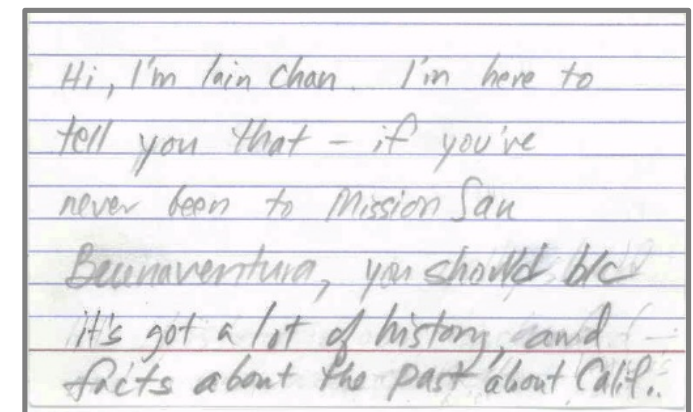 Hi, I'm Iain Chan. I'm here to
tell you that – if you've
never been to Mission San
Buenaventura, you should b/c
it's got a lot of history, and
facts about the past about Calif.